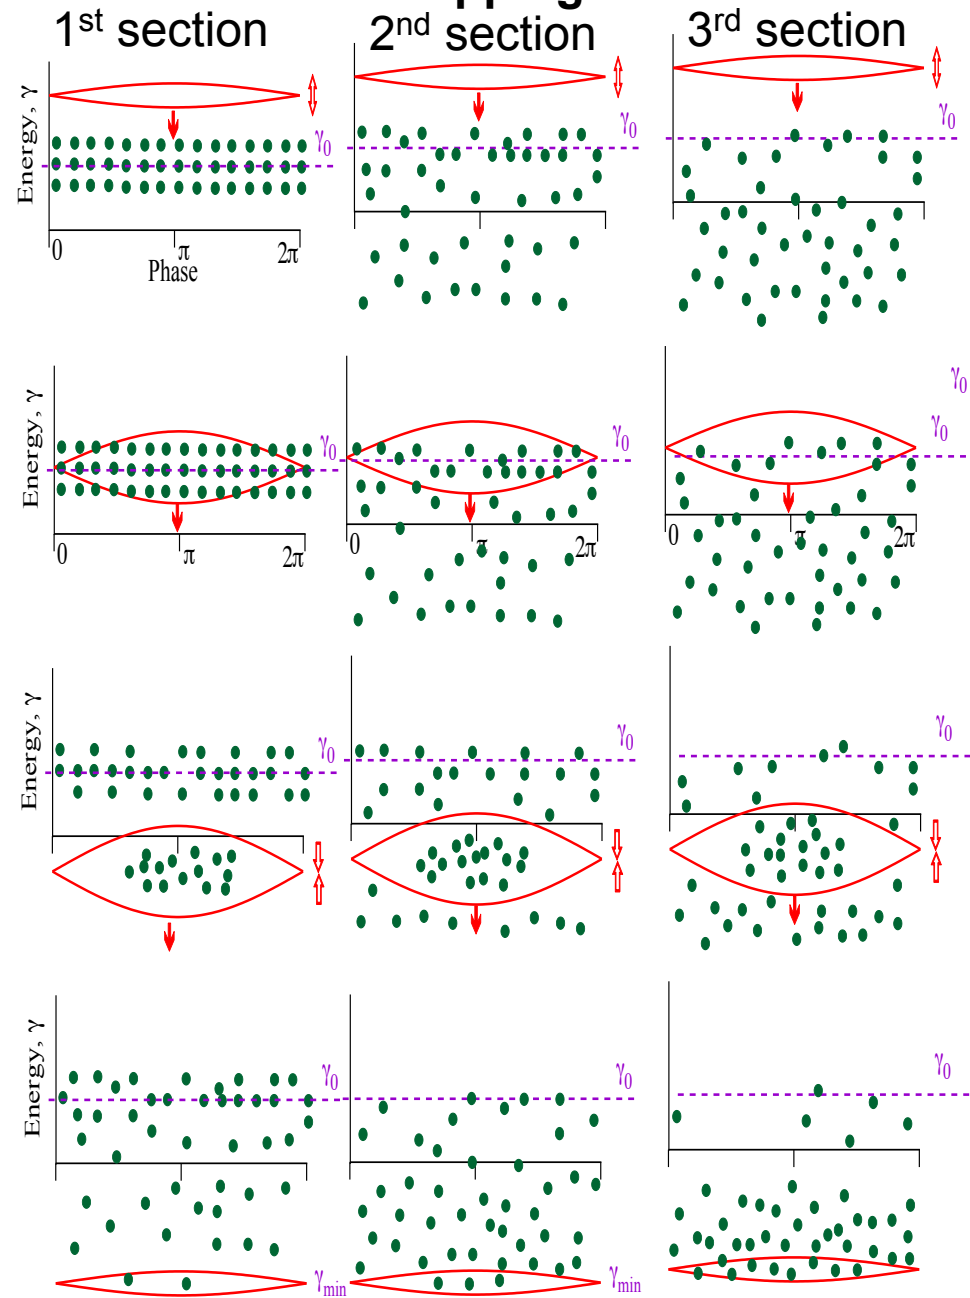 pping
1st section 2nd section 3rd section
Energy, γ
γ0 γ0 γ0
0 π 2π
Phase
Energy, γ
γ0
γ0 γ0 γ0
0 π 2π 0 π 2π 0 π 2π
Energy, γ
γ0 γ0 γ0
Energy, γ
γ0 γ0 γ0
γmin γmin